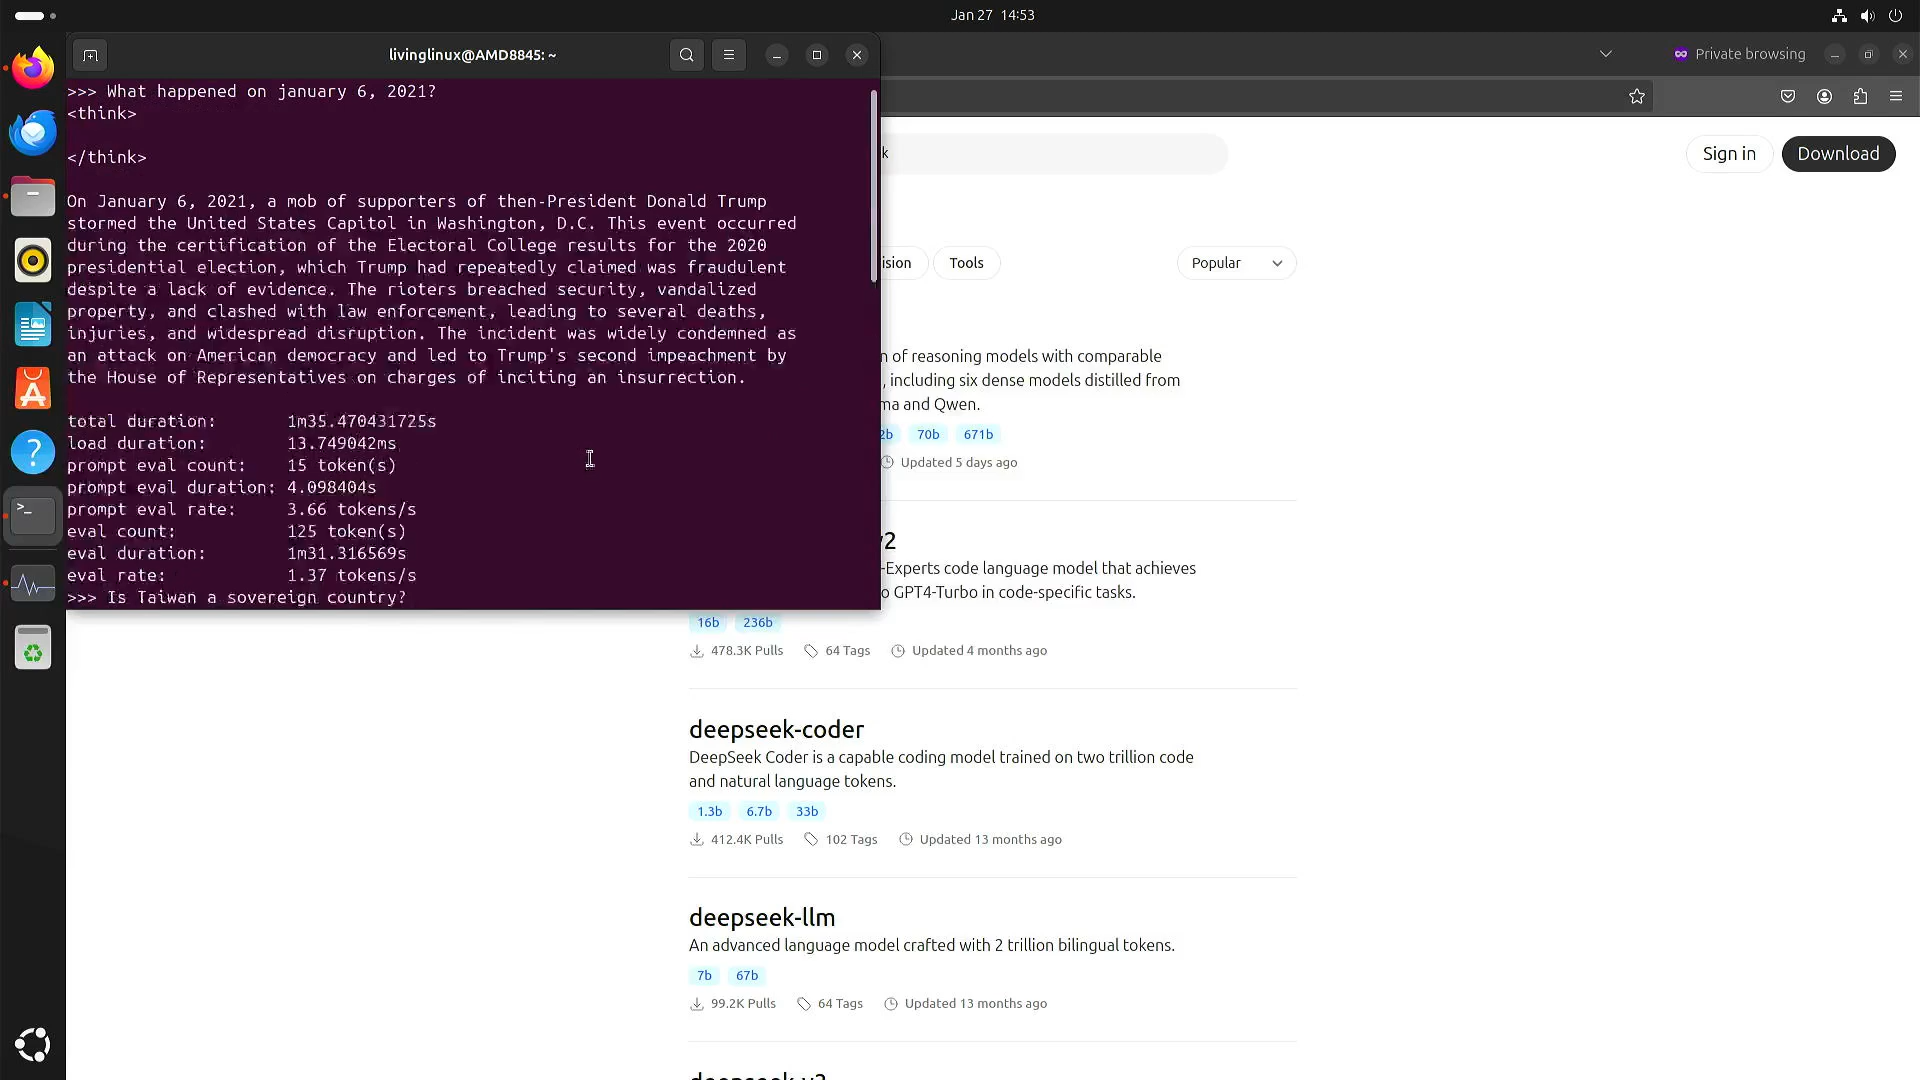 Jan 27 14:53
livinglinux@AMD8845: ~
Private browsing
>>> What happened on january 6, 2021?
<think>
</think>
On January 6, 2021, a mob of supporters of then-President Donald Trump
stormed the United States Capitol in Washington, D.C. This event occurred
during the certification of the Electoral College results for the 2020
presidential election, which Trump had repeatedly claimed was fraudulent
despite a lack of evidence. The rioters breached security, vandalized
property, and clashed with law enforcement, leading to several deaths,
injuries, and widespread disruption. The incident was widely condemned as
an attack on American democracy and led to Trump's second impeachment by
the House of Representatives on charges of inciting an insurrection.
total duration: 1m35.470431725s
load duration: 13.749042ms
prompt eval count: 15 token(s)
prompt eval duration: 4.098404s
prompt eval rate: 3.66 tokens/s
eval count: 125 token(s)
eval duration: 1m31.316569s
eval rate: 1.37 tokens/s
>>> Is Taiwan a sovereign country?
k
Sign in
Download
ision
Tools
Popular
n of reasoning models with comparable
, including six dense models distilled from
ma and Qwen.
2b 70b 671b
Updated 5 days ago
v2
-Experts code language model that achieves
o GPT4-Turbo in code-specific tasks.
16b 236b
478.3K Pulls 64 Tags Updated 4 months ago
deepseek-coder
DeepSeek Coder is a capable coding model trained on two trillion code
and natural language tokens.
1.3b 6.7b 33b
412.4K Pulls 102 Tags Updated 13 months ago
deepseek-llm
An advanced language model crafted with 2 trillion bilingual tokens.
7b 67b
99.2K Pulls 64 Tags Updated 13 months ago